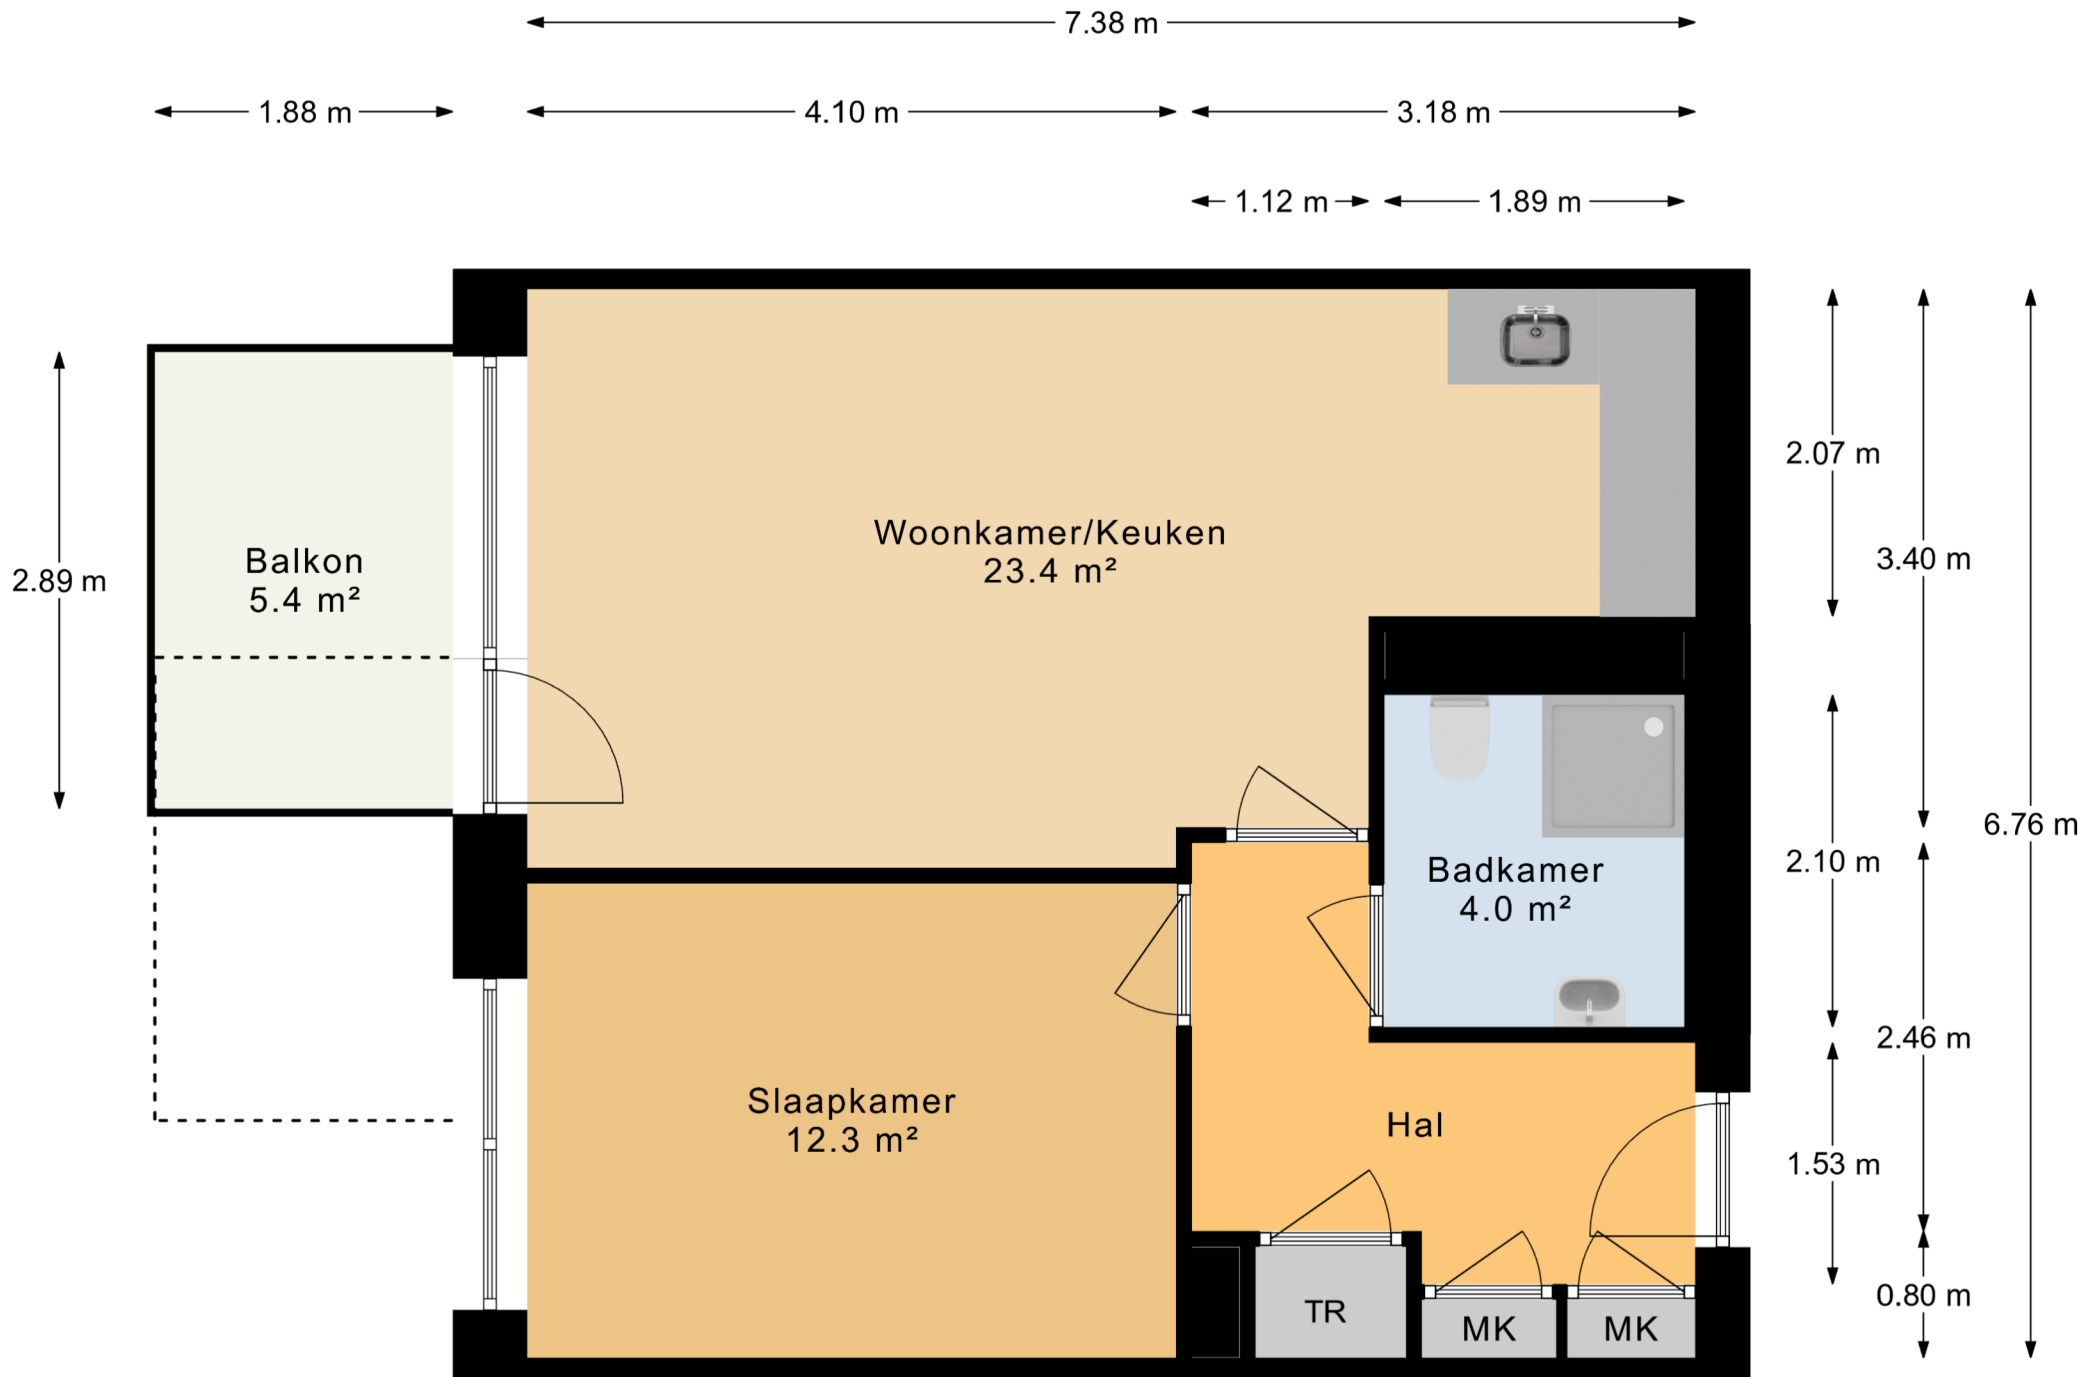 7.38 m
1.88 m
4.10 m
3.18 m
1.12 m
1.89 m
2.07 m
Woonkamer/Keuken
23.4 m²
3.40 m
Balkon
5.4 m²
2.89 m
6.76 m
Badkamer
4.0 m²
2.10 m
2.46 m
Slaapkamer
12.3 m²
Hal
1.53 m
0.80 m
TR
MK
MK